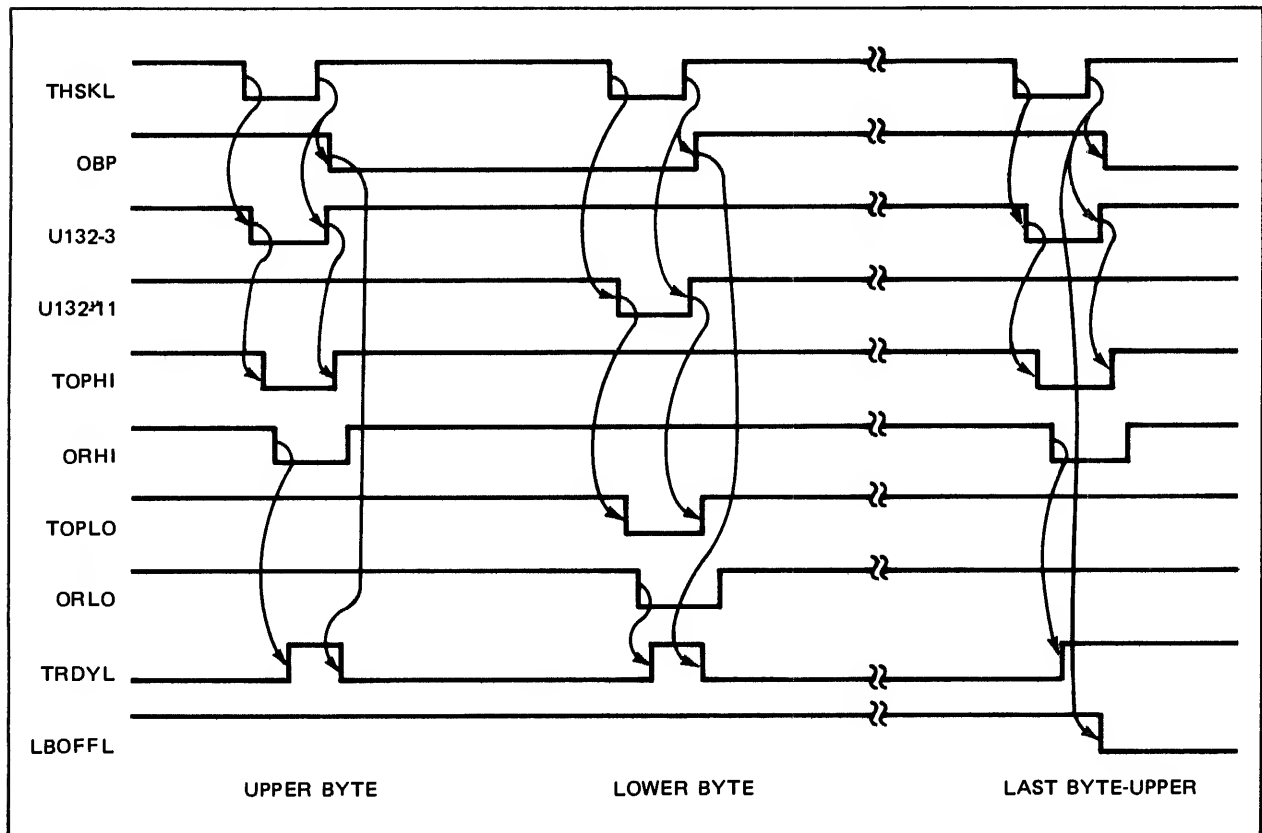 THSKL
OBP
U132-3
U132-11
TOPHI
ORHI
TOPLO
ORLO
TRDYL
LBOFFL
UPPER BYTE LOWER BYTE LAST BYTE-UPPER